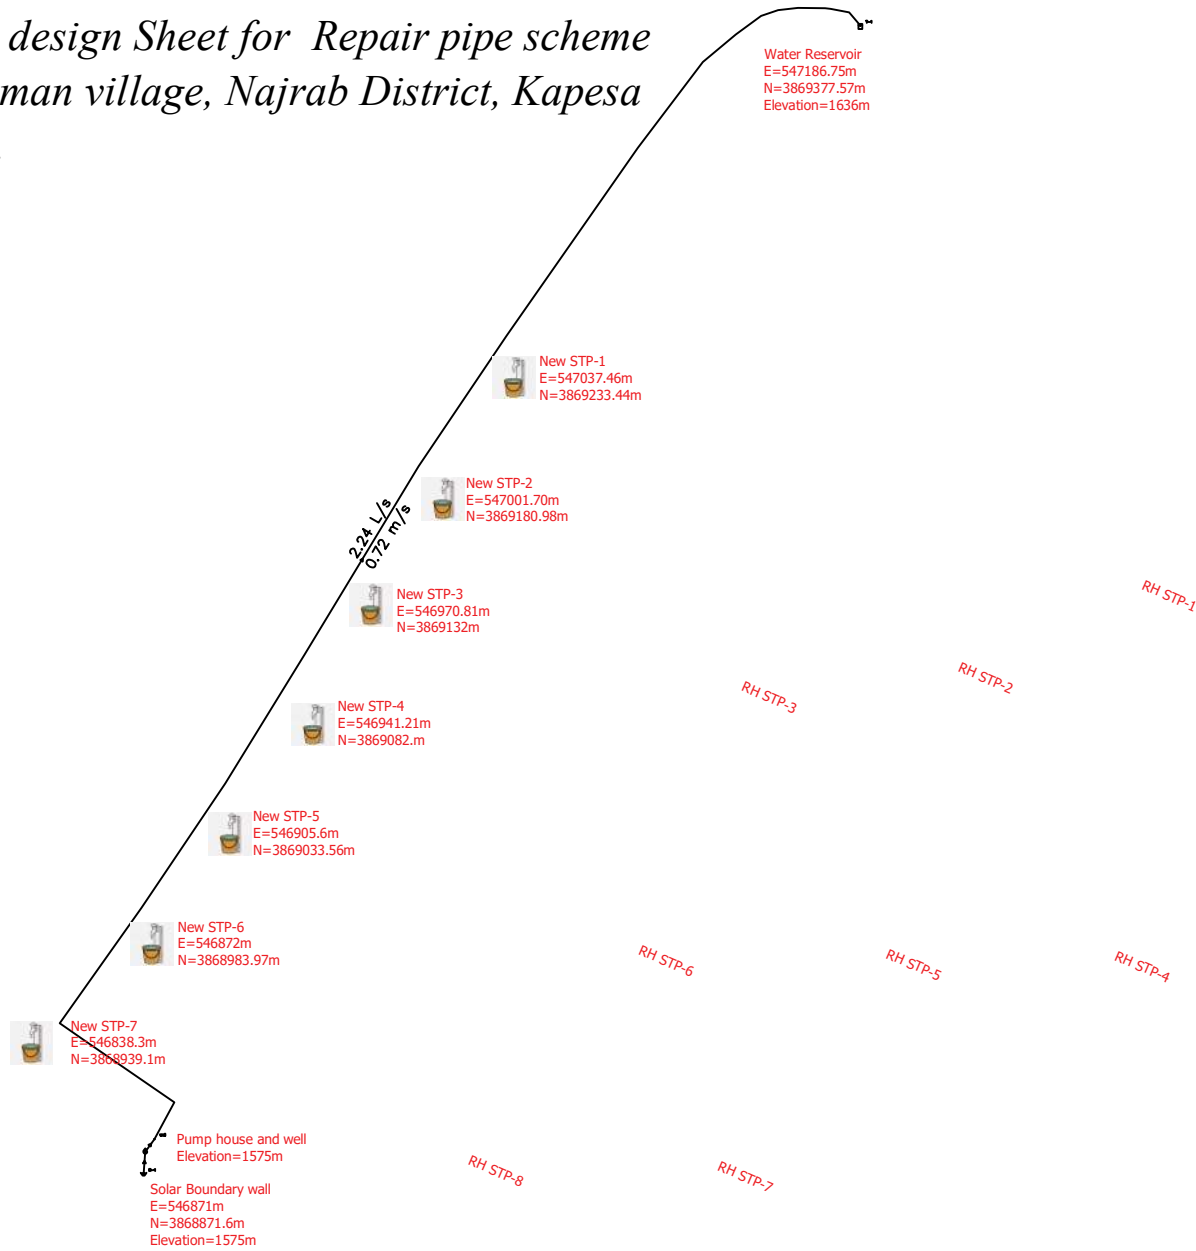 design Sheet for Repair pipe scheme
man village, Najrab District, Kapesa
Water Reservoir
E=547186.75m
N=3869377.57m
Elevation=1636m
New STP-1
E=547037.46m
N=3869233.44m
New STP-2
E=547001.70m
N=3869180.98m
2.24 L/s
0.72 m/s
New STP-3
E=546970.81m
N=3869132m
RH STP-1
RH STP-2
RH STP-3
New STP-4
E=546941.21m
N=3869082.m
New STP-5
E=546905.6m
N=3869033.56m
New STP-6
E=546872m
N=3868983.97m
RH STP-6
RH STP-5
RH STP-4
New STP-7
E=546838.3m
N=3868939.1m
Pump house and well
Elevation=1575m
RH STP-8
RH STP-7
Solar Boundary wall
E=546871m
N=3868871.6m
Elevation=1575m